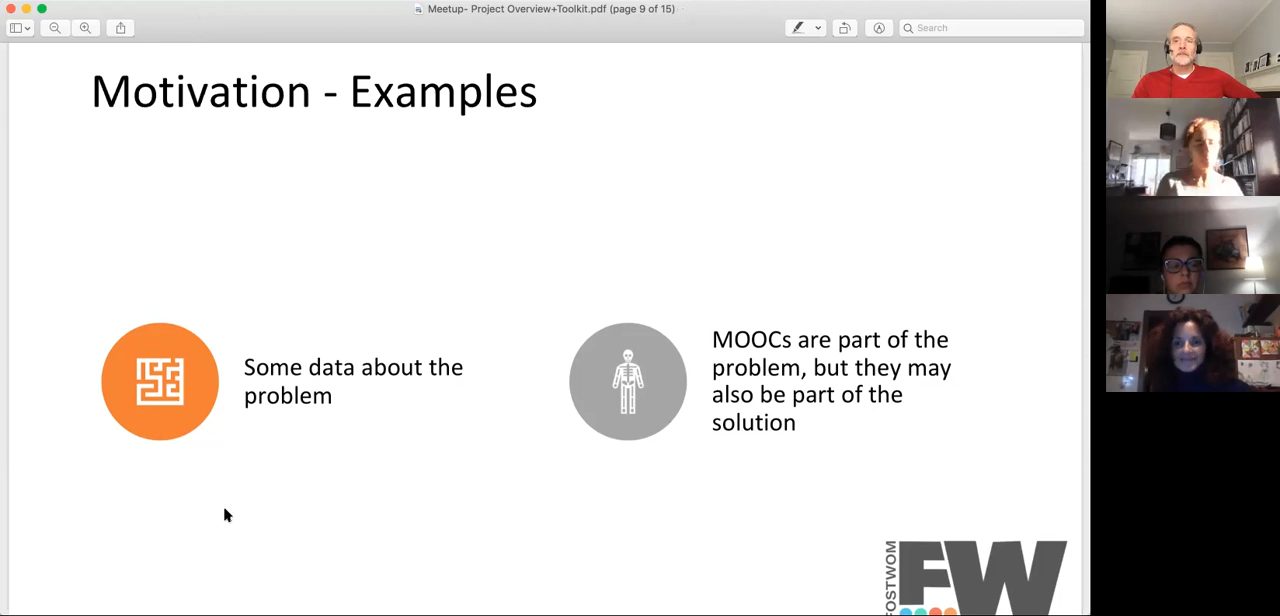 Meetup- Project Overview+Toolkit.pdf (page 9 of 15)
Search
Motivation - Examples
Some data about the
problem
MOOCs are part of the
problem, but they may
also be part of the
solution
FOSTWOM
FW